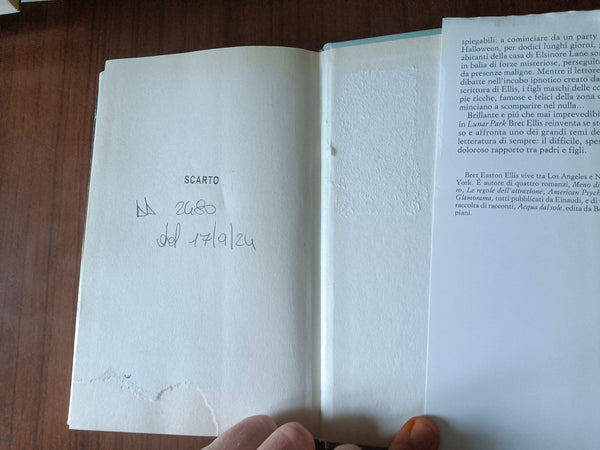 SCARTO
DD 2480
del 17/9/24
spiegabili: a cominciare da un party
Halloween, per dodici lunghi giorni,
abitanti della casa di Elsinore Lane
in balia di forze misteriose, perseguita
da presenze maligne. Mentre il lettore
dibatte nell'incubo ipnotico creato da
scrittura di Ellis, i figli maschi delle co
pie ricche, famose e felici della zona
minciano a scomparire nel nulla...
Brillante e piú che mai imprevedibi
in Lunar Park Bret Ellis reinventa se st
so e affronta uno dei grandi temi de
letteratura di sempre: il difficile, spes
doloroso rapporto tra padri e figli.
Bret Easton Ellis vive tra Los Angeles e N
York. È autore di quattro romanzi, Meno di
ro, Le regole dell'attrazione, American Psych
Glamorama, tutti pubblicati da Einaudi, e di
raccolta di racconti, Acqua dal sole, edita da Bo
piani.